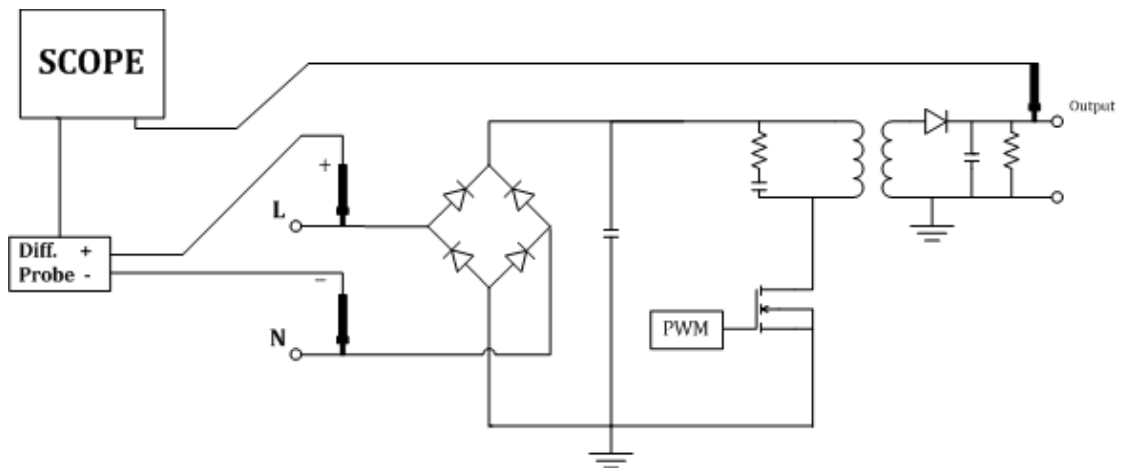 SCOPE
Output
+
L
Diff. +
Probe -
−
N
PWM